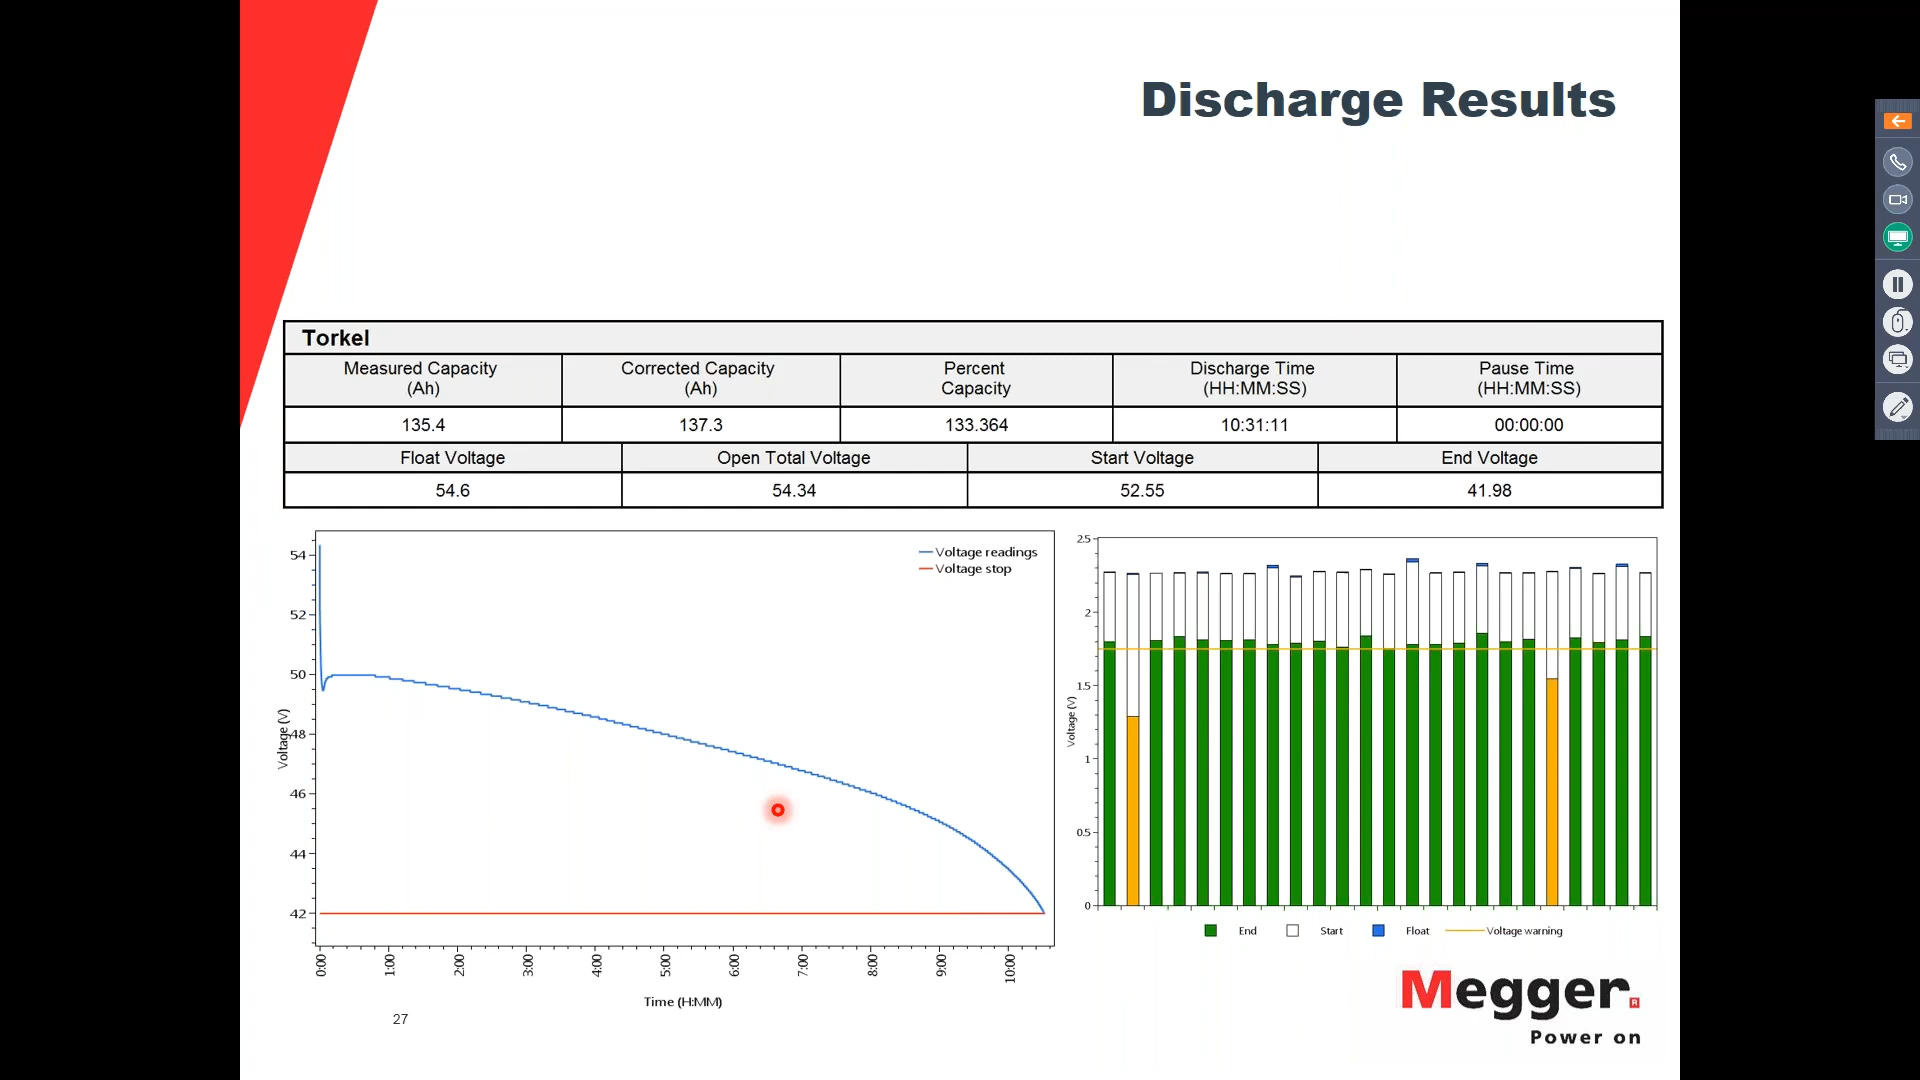 Discharge Results
Torkel
Measured Capacity (Ah)
Corrected Capacity (Ah)
Percent Capacity
Discharge Time (HH:MM:SS)
Pause Time (HH:MM:SS)
135.4 137.3 133.364 10:31:11 00:00:00
Float Voltage Open Total Voltage Start Voltage End Voltage
54.6 54.34 52.55 41.98
Voltage readings
Voltage stop
54
52
50
48
46
44
42
Voltage (V)
0:00 1:00 2:00 3:00 4:00 5:00 6:00 7:00 8:00 9:00 10:00
Time (H:MM)
2.5
2
1.5
1
0.5
0
Voltage (V)
End Start Float Voltage warning
Megger®
Power on
27